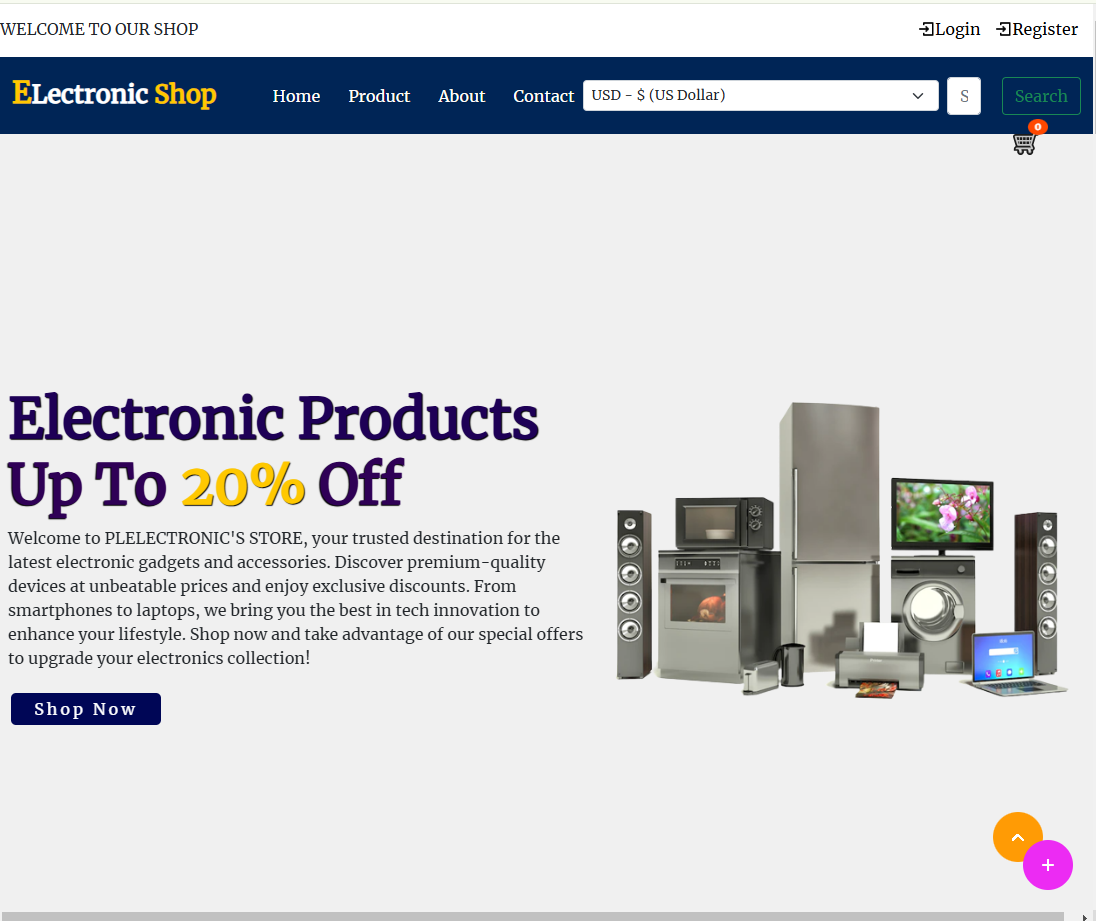 WELCOME TO OUR SHOP
Login Register
ELectronic Shop
Home Product About Contact USD - $ (US Dollar) S Search
0
Electronic Products
Up To 20% Off
Welcome to PLELECTRONIC'S STORE, your trusted destination for the
latest electronic gadgets and accessories. Discover premium-quality
devices at unbeatable prices and enjoy exclusive discounts. From
smartphones to laptops, we bring you the best in tech innovation to
enhance your lifestyle. Shop now and take advantage of our special offers
to upgrade your electronics collection!
Shop Now
+